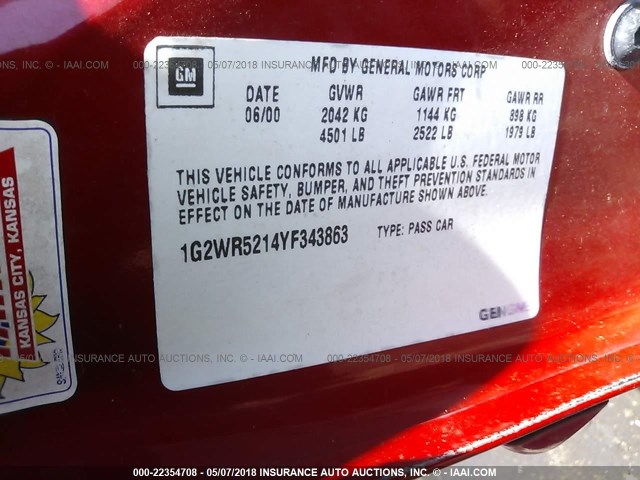 GM
MFD BY GENERAL MOTORS CORP
DATE GVWR GAWR FRT GAWR RR
06/00 2042 KG 1144 KG 898 KG
4501 LB 2522 LB 1979 LB
THIS VEHICLE CONFORMS TO ALL APPLICABLE U.S. FEDERAL MOTOR
VEHICLE SAFETY, BUMPER, AND THEFT PREVENTION STANDARDS IN
EFFECT ON THE DATE OF MANUFACTURE SHOWN ABOVE.
1G2WR5214YF343863 TYPE: PASS CAR
KANSAS CITY, KANSAS
000-22354708 - 05/07/2018 INSURANCE AUTO AUCTIONS, INC. - IAAI.COM